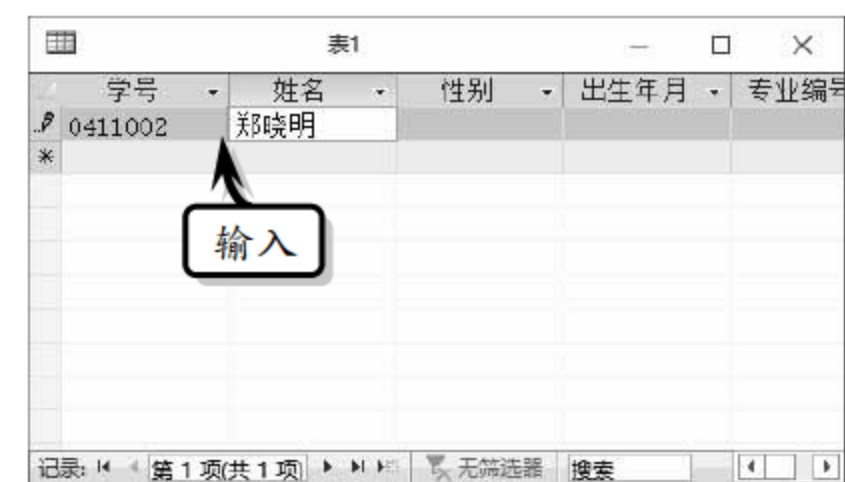 表1
学号 姓名 性别 出生年月 专业编号
0411002 郑晓明
输入
记录: 第 1 项(共 1 项) 无筛选器 搜索